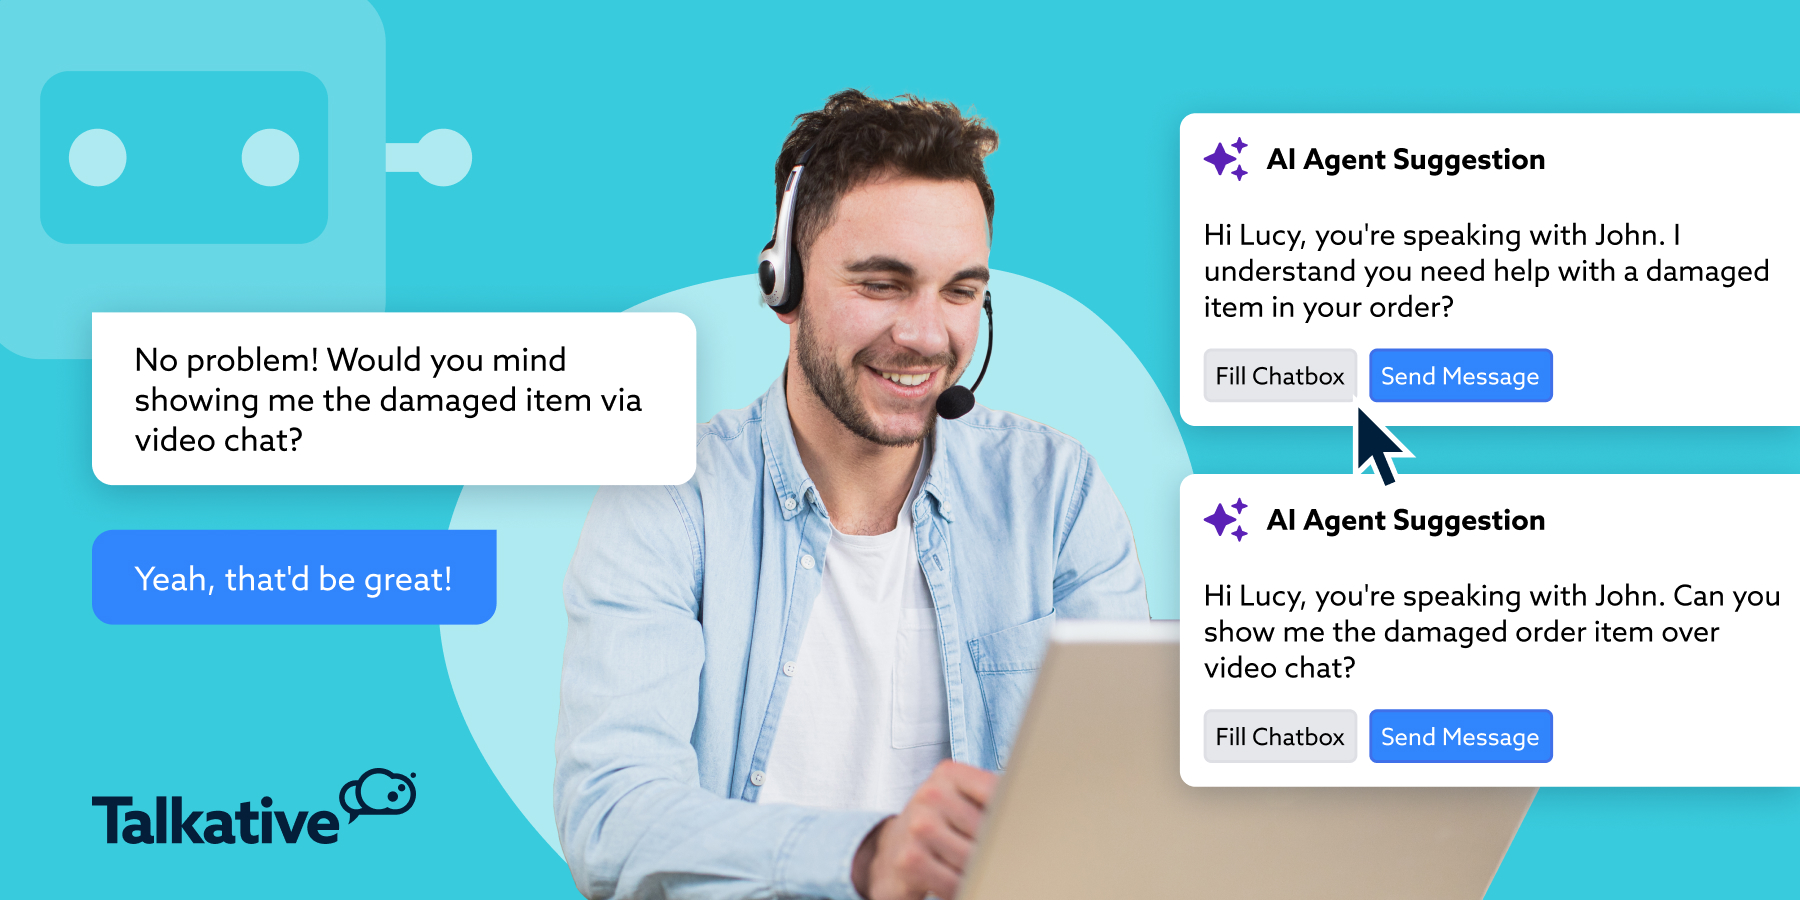 No problem! Would you mind
showing me the damaged item via
video chat?
Yeah, that'd be great!
Talkative
AI Agent Suggestion
Hi Lucy, you're speaking with John. I
understand you need help with a damaged
item in your order?
Fill Chatbox
Send Message
AI Agent Suggestion
Hi Lucy, you're speaking with John. Can you
show me the damaged order item over
video chat?
Fill Chatbox
Send Message